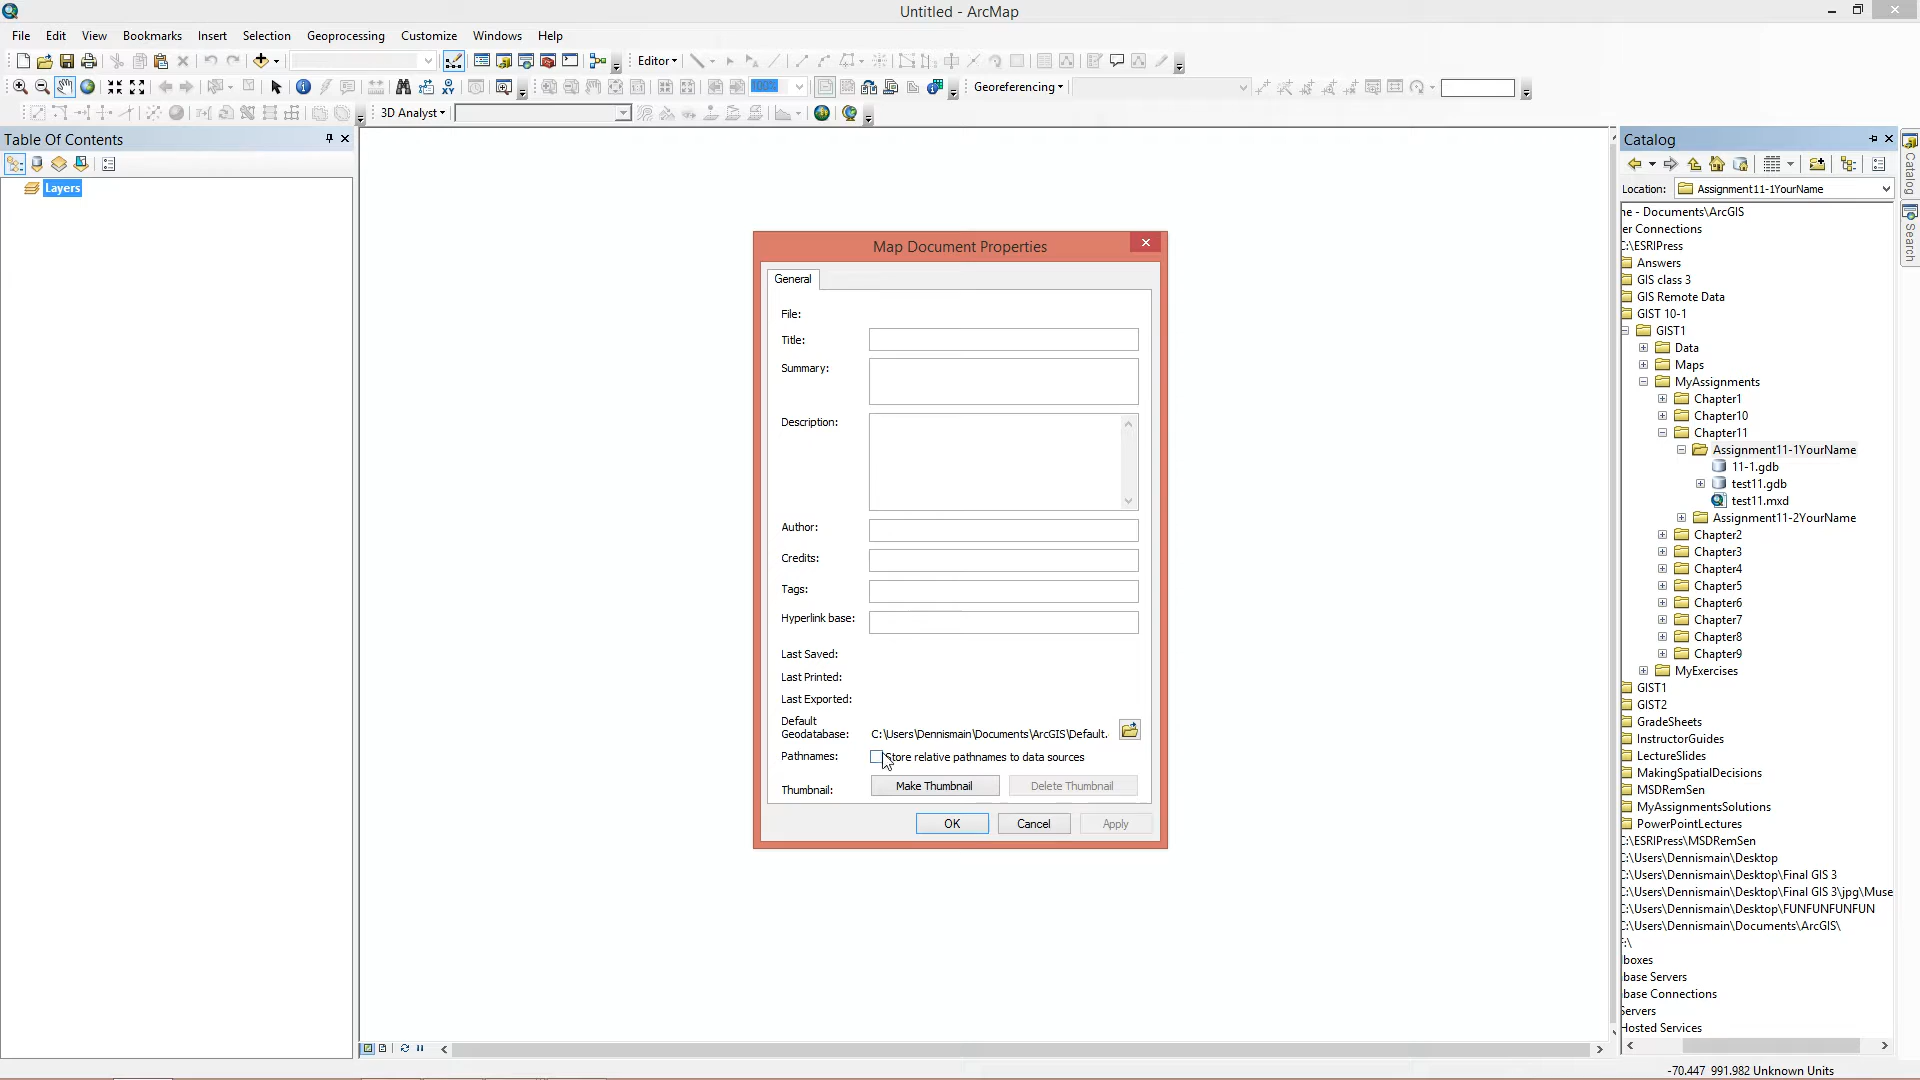 Untitled - ArcMap
File Edit View Bookmarks Insert Selection Geoprocessing Customize Windows Help
Editor
100% Georeferencing
3D Analyst
Table Of Contents
Layers
Map Document Properties
General
File:
Title:
Summary:
Description:
Author:
Credits:
Tags:
Hyperlink base:
Last Saved:
Last Printed:
Last Exported:
Default
Geodatabase: C:\Users\Dennismain\Documents\ArcGIS\Default.
Pathnames: Store relative pathnames to data sources
Thumbnail: Make Thumbnail Delete Thumbnail
OK Cancel Apply
Catalog
Location: Assignment11-1YourName
ne - Documents\ArcGIS
er Connections
C:\ESRIPress
Answers
GIS class 3
GIS Remote Data
GIST 10-1
GIST1
Data
Maps
MyAssignments
Chapter1
Chapter10
Chapter11
Assignment11-1YourName
11-1.gdb
test11.gdb
test11.mxd
Assignment11-2YourName
Chapter2
Chapter3
Chapter4
Chapter5
Chapter6
Chapter7
Chapter8
Chapter9
MyExercises
GIST1
GIST2
GradeSheets
InstructorGuides
LectureSlides
MakingSpatialDecisions
MSDRemSen
MyAssignmentsSolutions
PowerPointLectures
C:\ESRIPress\MSDRemSen
C:\Users\Dennismain\Desktop
C:\Users\Dennismain\Desktop\Final GIS 3
C:\Users\Dennismain\Desktop\Final GIS 3\jpg\Muse
C:\Users\Dennismain\Desktop\FUNFUNFUNFUN
C:\Users\Dennismain\Documents\ArcGIS\
F:\
lboxes
base Servers
base Connections
Servers
Hosted Services
Catalog
Search
-70.447 991.982 Unknown Units